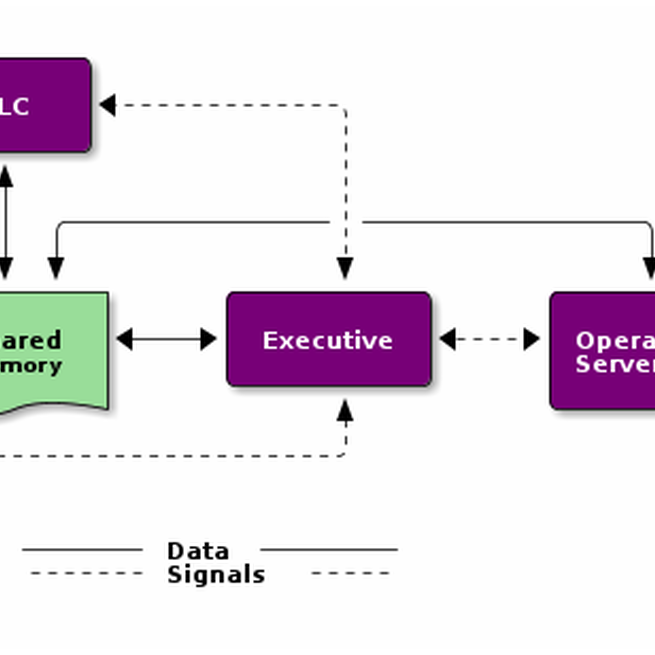 LC
ared
mory
Executive
Opera
Server
Data
Signals